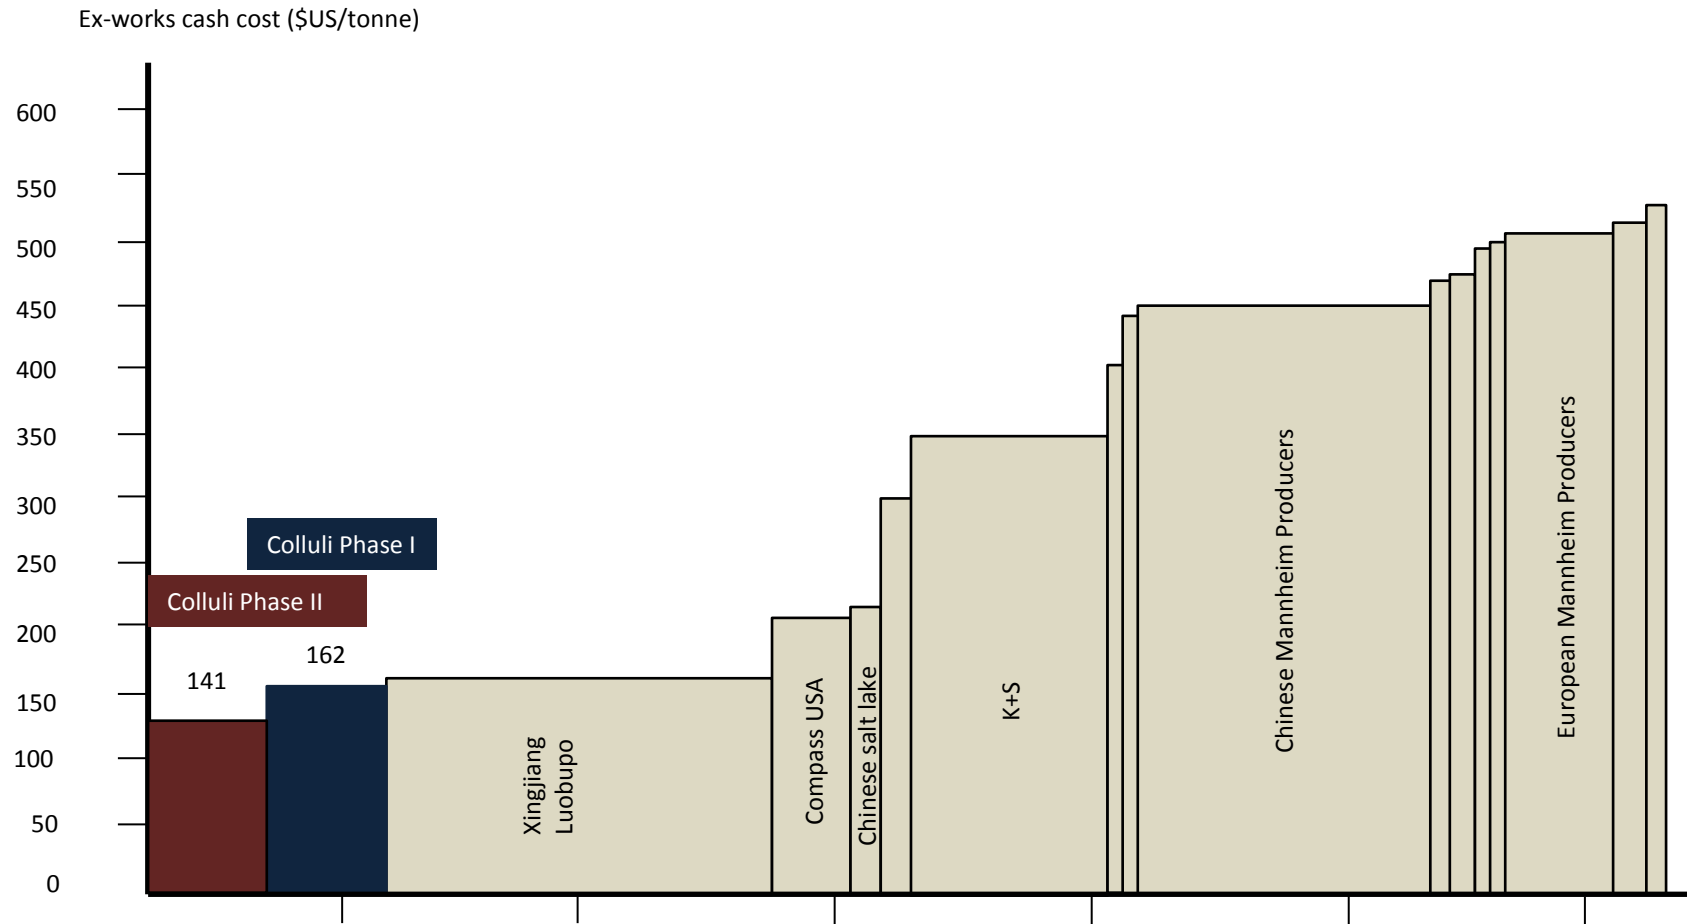 Ex-works cash cost ($US/tonne)
600
550
500
450
400
350
300
250
200
150
100
50
0
Colluli Phase I
Colluli Phase II
162
141
Xingjiang
Luobupo
Compass USA
Chinese salt lake
K+S
Chinese Mannheim Producers
European Mannheim Producers